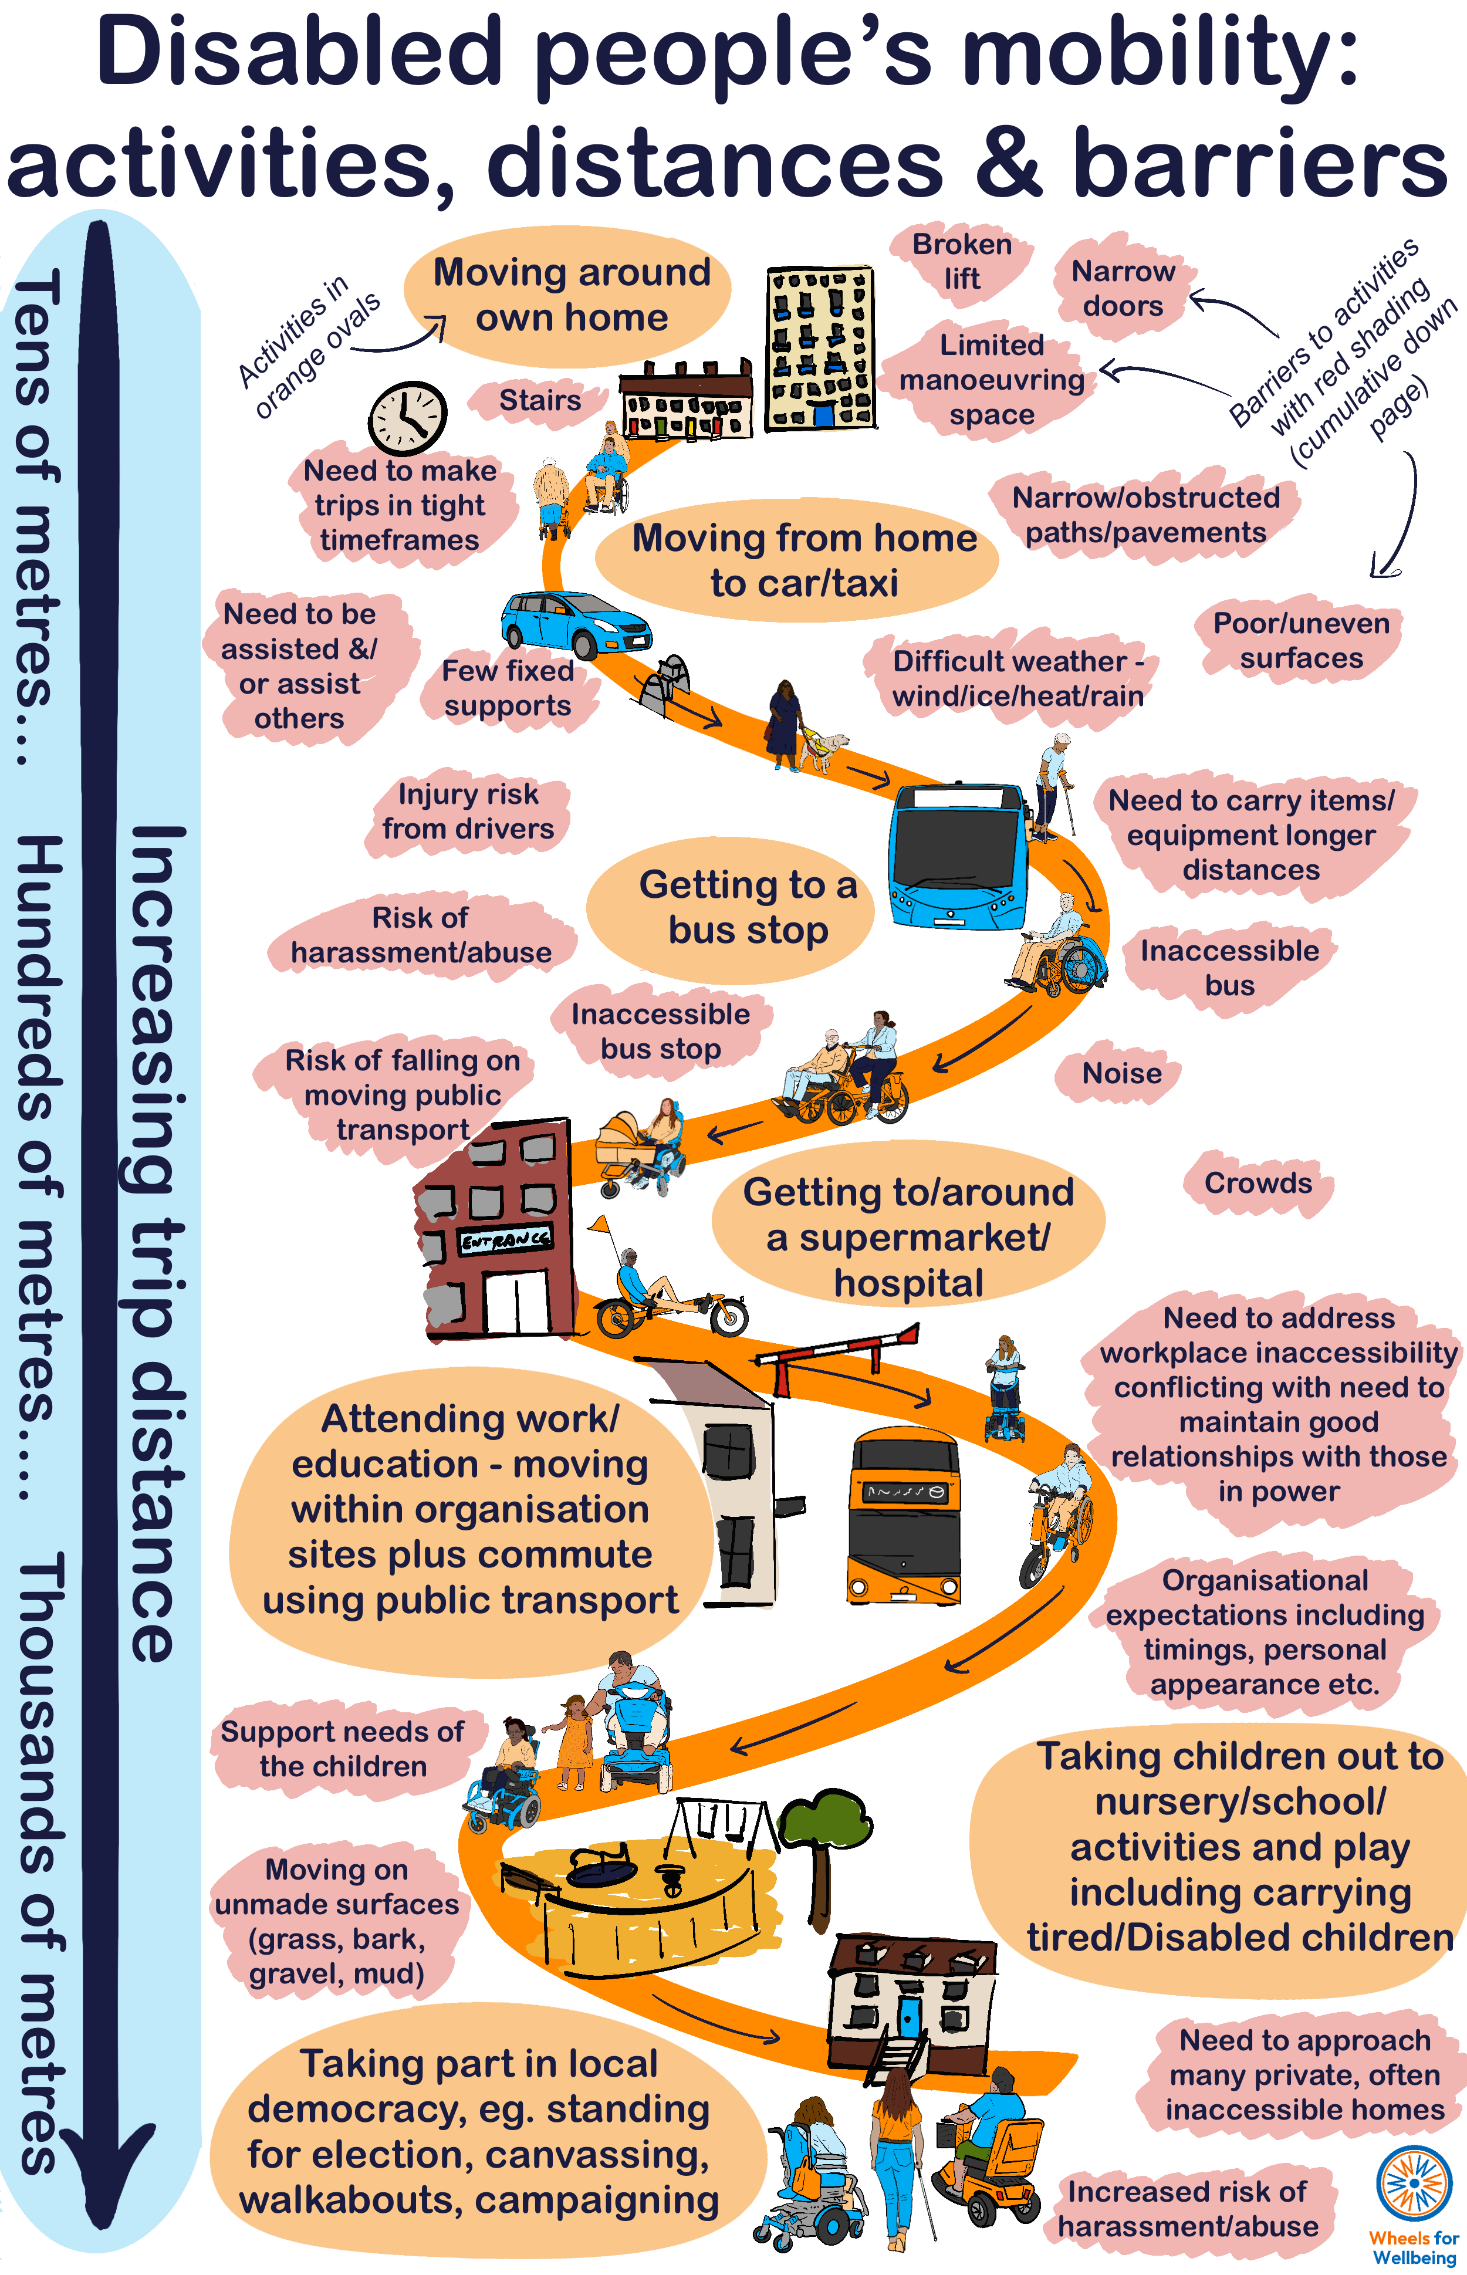 Disabled people's mobility:
activities, distances & barriers
Tens of metres... Hundreds of metres.... Thousands of metres
Increasing trip distance
Activities in
orange ovals
Moving around
own home
Broken
lift
Narrow
doors
Limited
manoeuvring
space
Barriers to activities
with red shading
(cumulative down
page)
Stairs
Need to make
trips in tight
timeframes
Moving from home
to car/taxi
Narrow/obstructed
paths/pavements
Need to be
assisted &/
or assist
others
Few fixed
supports
Difficult weather -
wind/ice/heat/rain
Poor/uneven
surfaces
Injury risk
from drivers
Need to carry items/
equipment longer
distances
Getting to a
bus stop
Risk of
harassment/abuse
Inaccessible
bus
Inaccessible
bus stop
Risk of falling on
moving public
transport
Noise
Getting to/around
a supermarket/
hospital
Crowds
ENTRANCE
Need to address
workplace inaccessibility
conflicting with need to
maintain good
relationships with those
in power
Attending work/
education - moving
within organisation
sites plus commute
using public transport
Organisational
expectations including
timings, personal
appearance etc.
Support needs of
the children
Taking children out to
nursery/school/
activities and play
including carrying
tired/Disabled children
Moving on
unmade surfaces
(grass, bark,
gravel, mud)
Taking part in local
democracy, eg. standing
for election, canvassing,
walkabouts, campaigning
Need to approach
many private, often
inaccessible homes
Increased risk of
harassment/abuse
Wheels for
Wellbeing